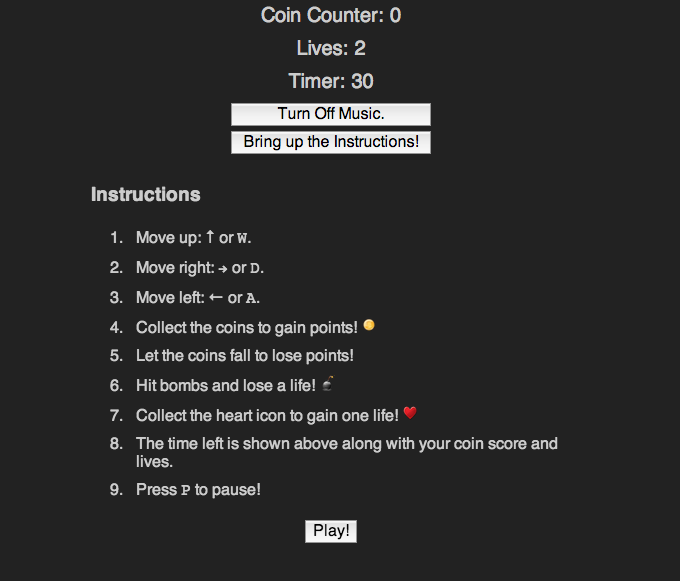 Coin Counter: 0
Lives: 2
Timer: 30
Turn Off Music.
Bring up the Instructions!
Instructions
1. Move up: ↑ or W.
2. Move right: → or D.
3. Move left: ← or A.
4. Collect the coins to gain points!
5. Let the coins fall to lose points!
6. Hit bombs and lose a life!
7. Collect the heart icon to gain one life!
8. The time left is shown above along with your coin score and
lives.
9. Press P to pause!
Play!